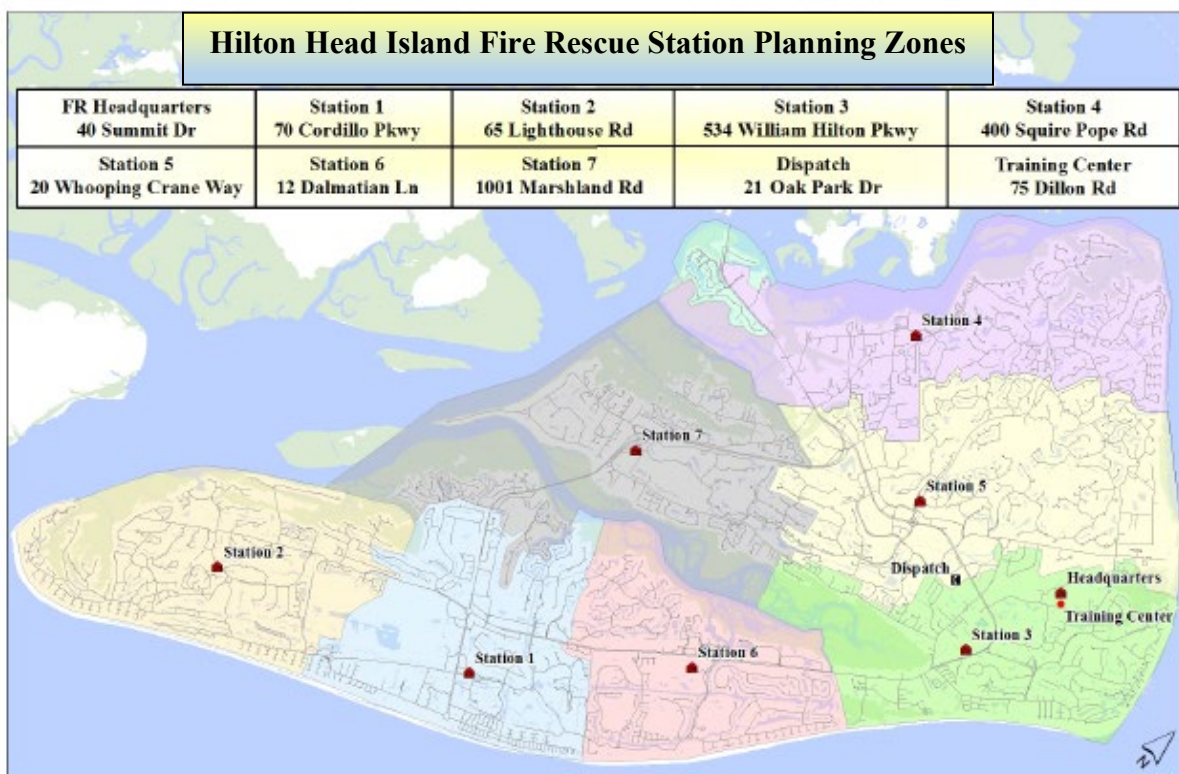 Hilton Head Island Fire Rescue Station Planning Zones
FR Headquarters
40 Summit Dr
Station 1
70 Cordillo Pkwy
Station 2
65 Lighthouse Rd
Station 3
534 William Hilton Pkwy
Station 4
400 Squire Pope Rd
Station 5
20 Whooping Crane Way
Station 6
12 Dalmatian Ln
Station 7
1001 Marshland Rd
Dispatch
21 Oak Park Dr
Training Center
75 Dillon Rd
Station 4
Station 7
Station 5
Station 2
Dispatch
Headquarters
Training Center
Station 3
Station 1
Station 6
N